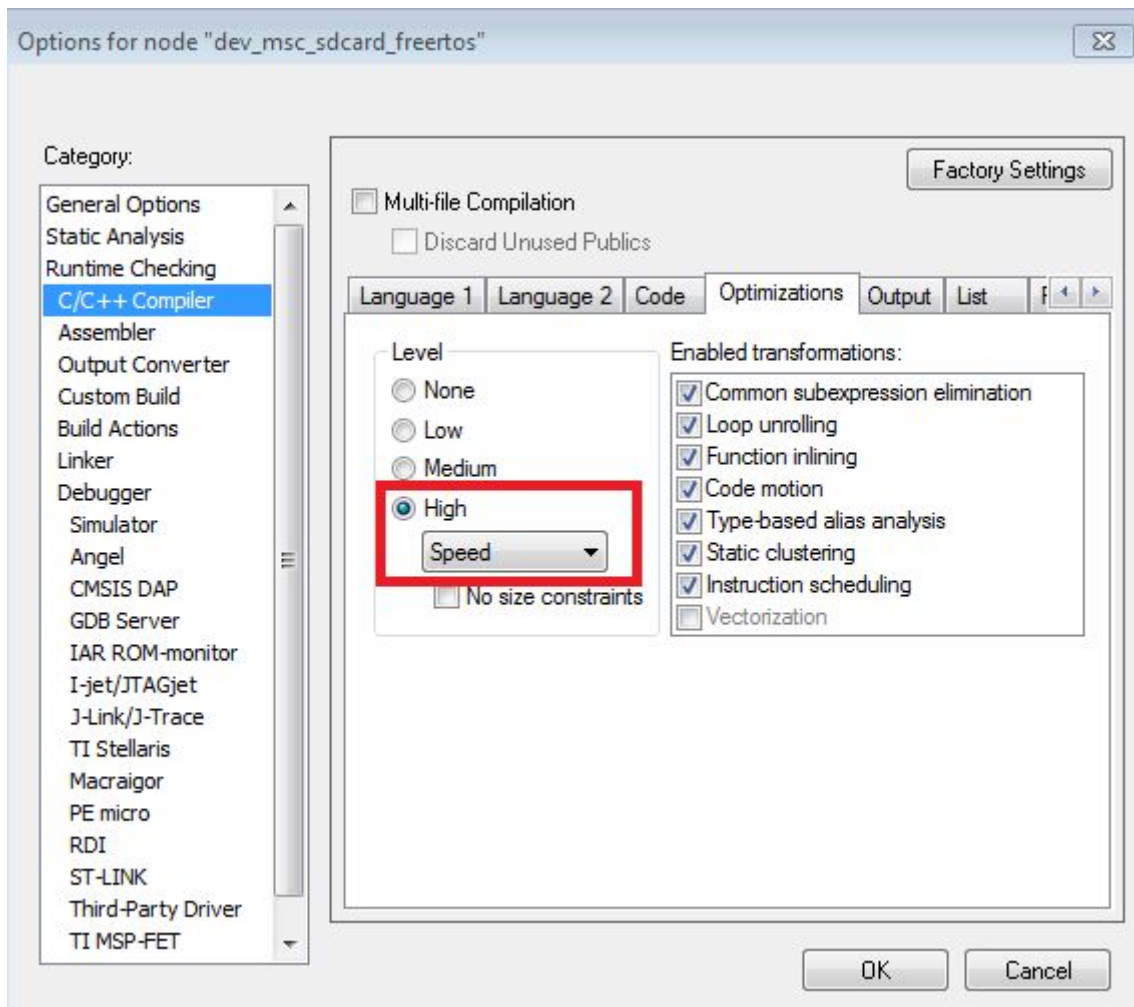 Options for node "dev_msc_sdcard_freertos"
Category:
General Options
Static Analysis
Runtime Checking
C/C++ Compiler
Assembler
Output Converter
Custom Build
Build Actions
Linker
Debugger
Simulator
Angel
CMSIS DAP
GDB Server
IAR ROM-monitor
I-jet/JTAGjet
J-Link/J-Trace
TI Stellaris
Macraigor
PE micro
RDI
ST-LINK
Third-Party Driver
TI MSP-FET
Factory Settings
Multi-file Compilation
Discard Unused Publics
Language 1 Language 2 Code Optimizations Output List
Level
None
Low
Medium
High
Speed
No size constraints
Enabled transformations:
Common subexpression elimination
Loop unrolling
Function inlining
Code motion
Type-based alias analysis
Static clustering
Instruction scheduling
Vectorization
OK Cancel